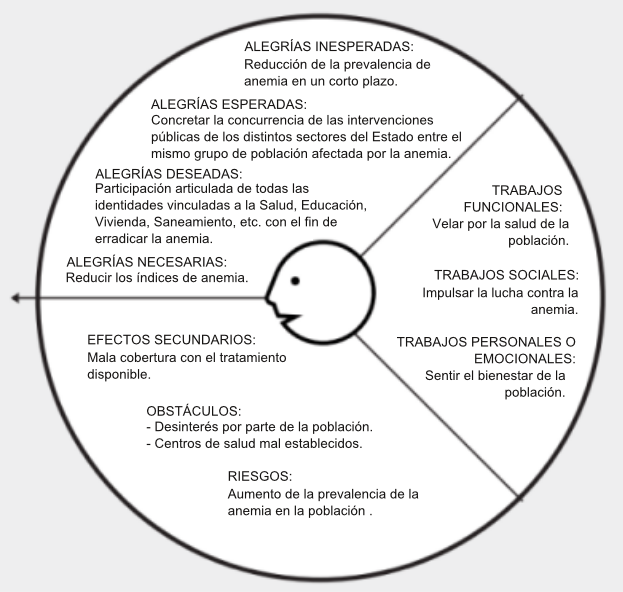 ALEGRÍAS INESPERADAS:
Reducción de la prevalencia de
anemia en un corto plazo.
ALEGRÍAS ESPERADAS:
Concretar la concurrencia de las intervenciones
públicas de los distintos sectores del Estado entre el
mismo grupo de población afectada por la anemia.
ALEGRÍAS DESEADAS:
Participación articulada de todas las
identidades vinculadas a la Salud, Educación,
Vivienda, Saneamiento, etc. con el fin de
erradicar la anemia.
ALEGRÍAS NECESARIAS:
Reducir los índices de anemia.
TRABAJOS
FUNCIONALES:
Velar por la salud de la
población.
TRABAJOS SOCIALES:
Impulsar la lucha contra la
anemia.
TRABAJOS PERSONALES O
EMOCIONALES:
Sentir el bienestar de la
población.
EFECTOS SECUNDARIOS:
Mala cobertura con el tratamiento
disponible.
OBSTÁCULOS:
- Desinterés por parte de la población.
- Centros de salud mal establecidos.
RIESGOS:
Aumento de la prevalencia de la
anemia en la población .